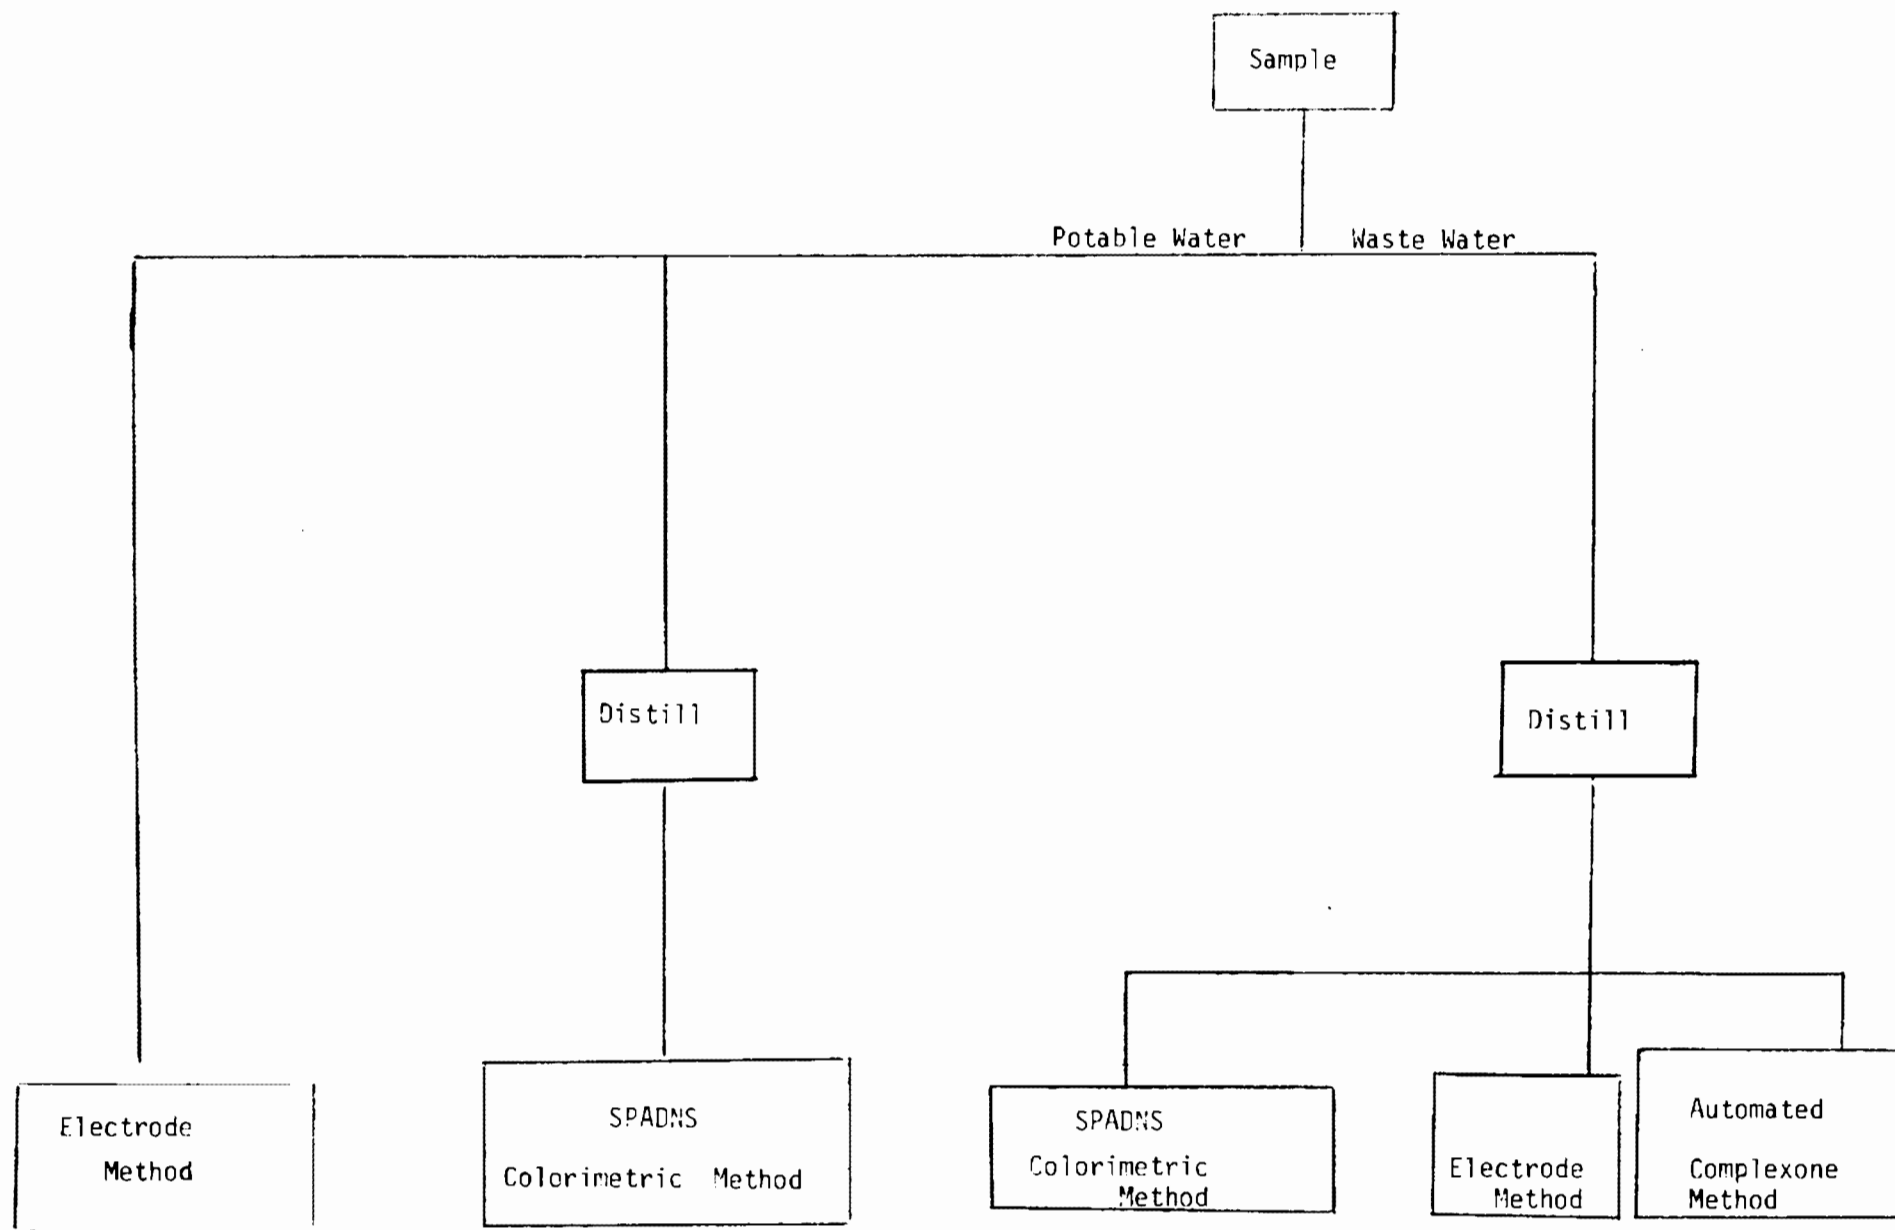 Sample
Potable Water
Waste Water
Distill
Distill
Electrode
Method
SPADNS
Colorimetric Method
SPADNS
Colorimetric
Method
Electrode
Method
Automated
Complexone
Method